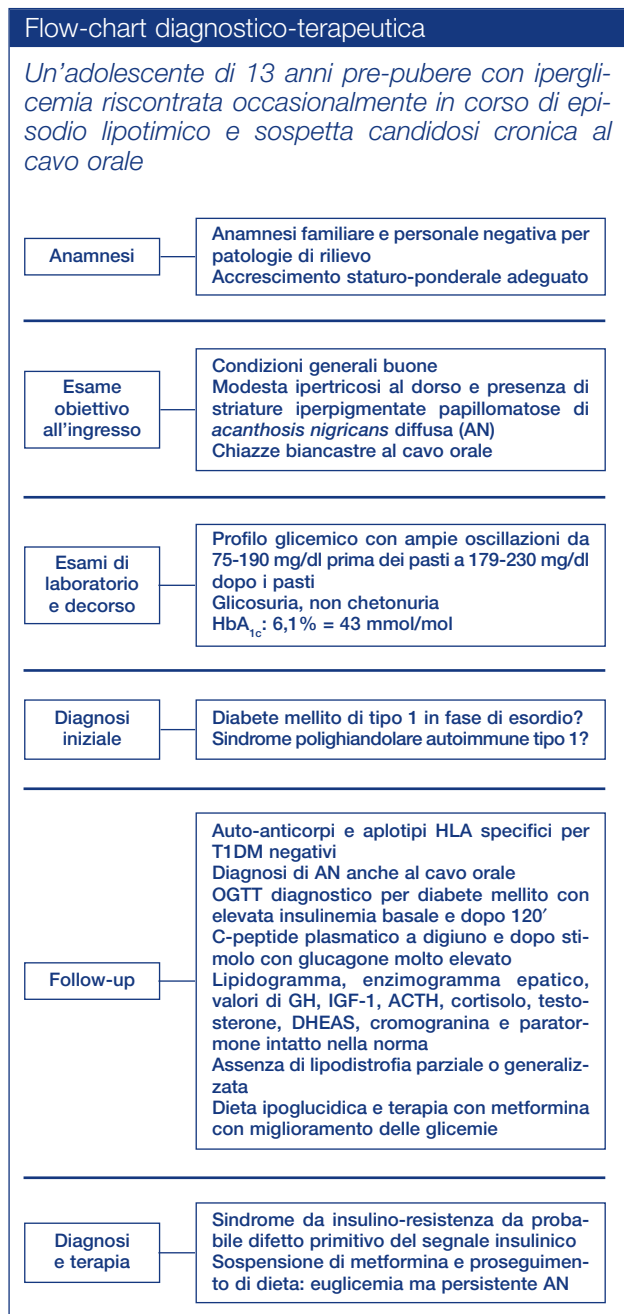 Flow-chart diagnostico-terapeutica
Un'adolescente di 13 anni pre-pubere con ipergli-
cemia riscontrata occasionalmente in corso di epi-
sodio lipotimico e sospetta candidosi cronica al
cavo orale
Anamnesi
Anamnesi familiare e personale negativa per
patologie di rilievo
Accrescimento staturo-ponderale adeguato
Esame
obiettivo
all'ingresso
Condizioni generali buone
Modesta ipertricosi al dorso e presenza di
striature iperpigmentate papillomatose di
acanthosis nigricans diffusa (AN)
Chiazze biancastre al cavo orale
Esami di
laboratorio
e decorso
Profilo glicemico con ampie oscillazioni da
75-190 mg/dl prima dei pasti a 179-230 mg/dl
dopo i pasti
Glicosuria, non chetonuria
HbA1c: 6,1% = 43 mmol/mol
Diagnosi
iniziale
Diabete mellito di tipo 1 in fase di esordio?
Sindrome polighiandolare autoimmune tipo 1?
Follow-up
Auto-anticorpi e aplotipi HLA specifici per
T1DM negativi
Diagnosi di AN anche al cavo orale
OGTT diagnostico per diabete mellito con
elevata insulinemia basale e dopo 120′
C-peptide plasmatico a digiuno e dopo sti-
molo con glucagone molto elevato
Lipidogramma, enzimogramma epatico,
valori di GH, IGF-1, ACTH, cortisolo, testo-
sterone, DHEAS, cromogranina e parator-
mone intatto nella norma
Assenza di lipodistrofia parziale o generaliz-
zata
Dieta ipoglucidica e terapia con metformina
con miglioramento delle glicemie
Diagnosi
e terapia
Sindrome da insulino-resistenza da proba-
bile difetto primitivo del segnale insulinico
Sospensione di metformina e proseguimen-
to di dieta: euglicemia ma persistente AN